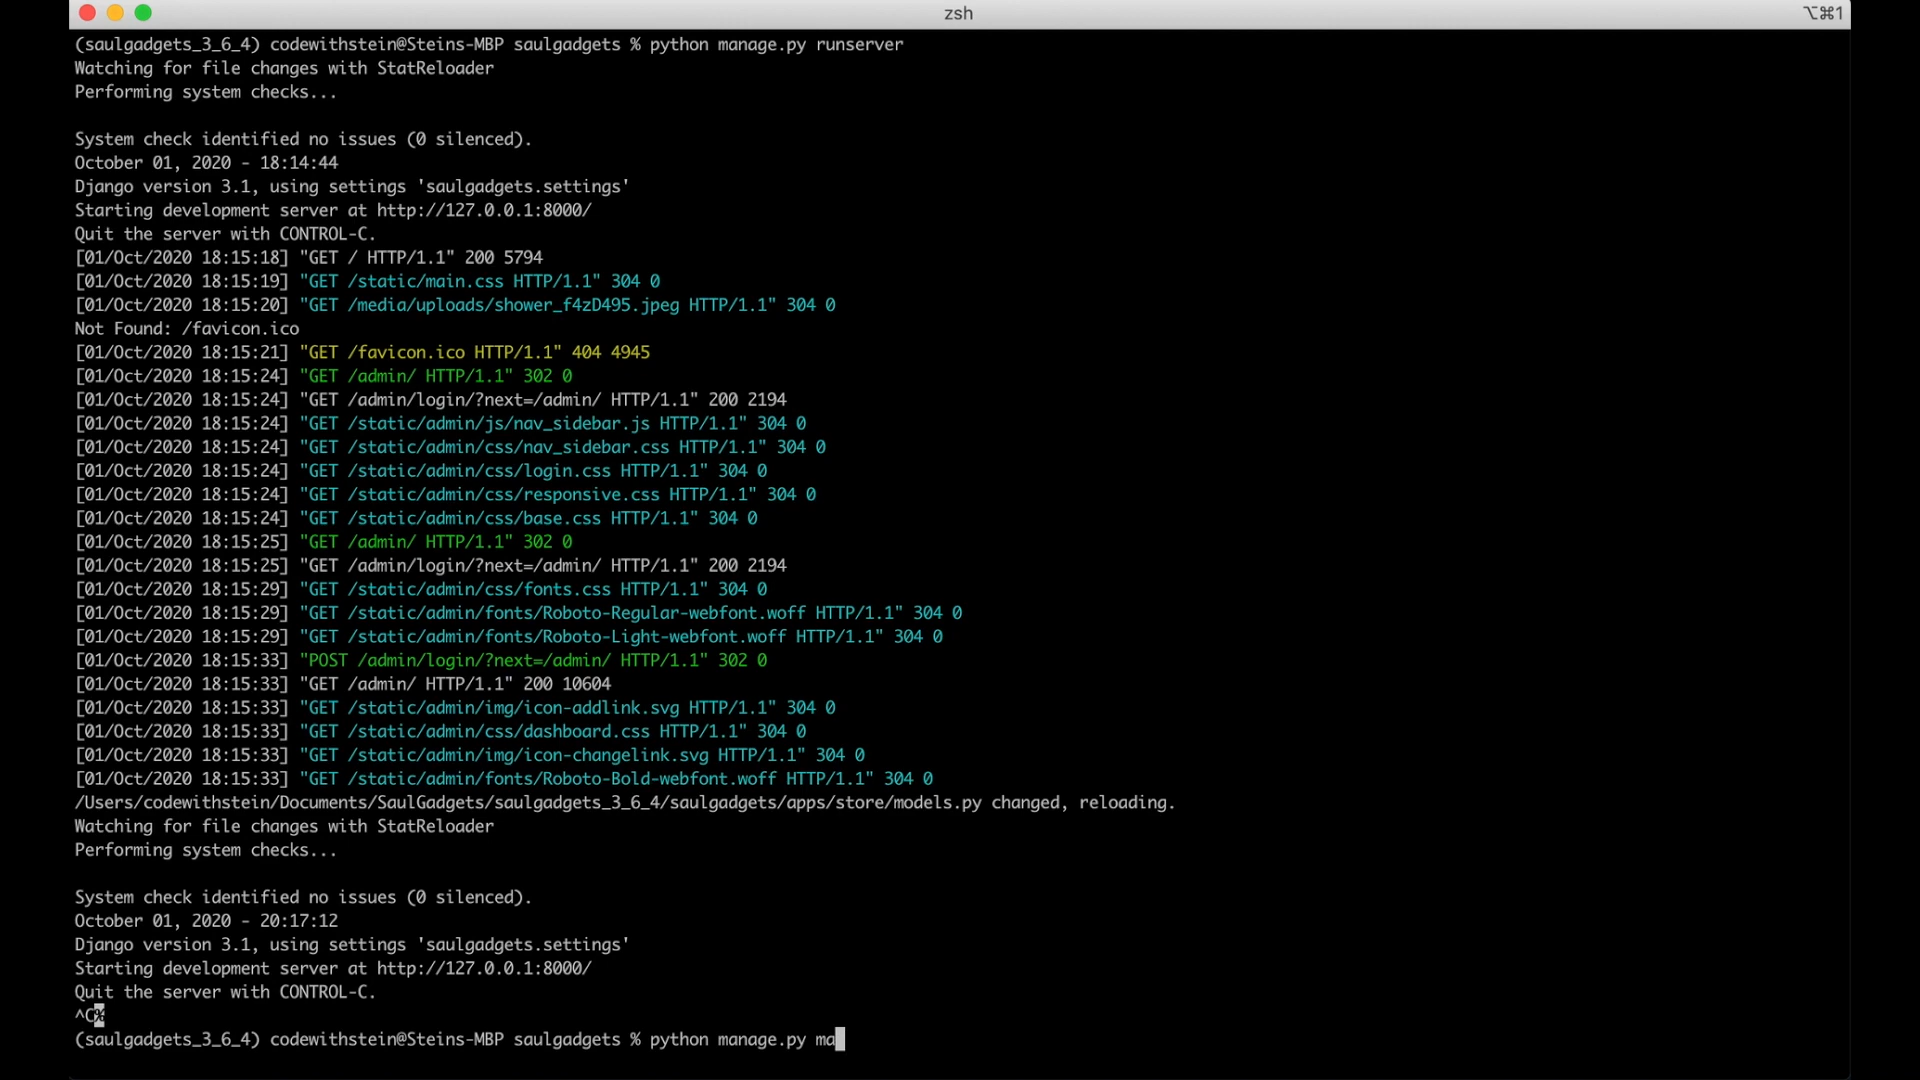 zsh
⌥⌘1
(saulgadgets_3_6_4) codewithstein@Steins-MBP saulgadgets % python manage.py runserver
Watching for file changes with StatReloader
Performing system checks...
System check identified no issues (0 silenced).
October 01, 2020 - 18:14:44
Django version 3.1, using settings 'saulgadgets.settings'
Starting development server at http://127.0.0.1:8000/
Quit the server with CONTROL-C.
[01/Oct/2020 18:15:18] "GET / HTTP/1.1" 200 5794
[01/Oct/2020 18:15:19] "GET /static/main.css HTTP/1.1" 304 0
[01/Oct/2020 18:15:20] "GET /media/uploads/shower_f4zD495.jpeg HTTP/1.1" 304 0
Not Found: /favicon.ico
[01/Oct/2020 18:15:21] "GET /favicon.ico HTTP/1.1" 404 4945
[01/Oct/2020 18:15:24] "GET /admin/ HTTP/1.1" 302 0
[01/Oct/2020 18:15:24] "GET /admin/login/?next=/admin/ HTTP/1.1" 200 2194
[01/Oct/2020 18:15:24] "GET /static/admin/js/nav_sidebar.js HTTP/1.1" 304 0
[01/Oct/2020 18:15:24] "GET /static/admin/css/nav_sidebar.css HTTP/1.1" 304 0
[01/Oct/2020 18:15:24] "GET /static/admin/css/login.css HTTP/1.1" 304 0
[01/Oct/2020 18:15:24] "GET /static/admin/css/responsive.css HTTP/1.1" 304 0
[01/Oct/2020 18:15:24] "GET /static/admin/css/base.css HTTP/1.1" 304 0
[01/Oct/2020 18:15:25] "GET /admin/ HTTP/1.1" 302 0
[01/Oct/2020 18:15:25] "GET /admin/login/?next=/admin/ HTTP/1.1" 200 2194
[01/Oct/2020 18:15:29] "GET /static/admin/css/fonts.css HTTP/1.1" 304 0
[01/Oct/2020 18:15:29] "GET /static/admin/fonts/Roboto-Regular-webfont.woff HTTP/1.1" 304 0
[01/Oct/2020 18:15:29] "GET /static/admin/fonts/Roboto-Light-webfont.woff HTTP/1.1" 304 0
[01/Oct/2020 18:15:33] "POST /admin/login/?next=/admin/ HTTP/1.1" 302 0
[01/Oct/2020 18:15:33] "GET /admin/ HTTP/1.1" 200 10604
[01/Oct/2020 18:15:33] "GET /static/admin/img/icon-addlink.svg HTTP/1.1" 304 0
[01/Oct/2020 18:15:33] "GET /static/admin/css/dashboard.css HTTP/1.1" 304 0
[01/Oct/2020 18:15:33] "GET /static/admin/img/icon-changelink.svg HTTP/1.1" 304 0
[01/Oct/2020 18:15:33] "GET /static/admin/fonts/Roboto-Bold-webfont.woff HTTP/1.1" 304 0
/Users/codewithstein/Documents/SaulGadgets/saulgadgets_3_6_4/saulgadgets/apps/store/models.py changed, reloading.
Watching for file changes with StatReloader
Performing system checks...
System check identified no issues (0 silenced).
October 01, 2020 - 20:17:12
Django version 3.1, using settings 'saulgadgets.settings'
Starting development server at http://127.0.0.1:8000/
Quit the server with CONTROL-C.
^C%
(saulgadgets_3_6_4) codewithstein@Steins-MBP saulgadgets % python manage.py ma